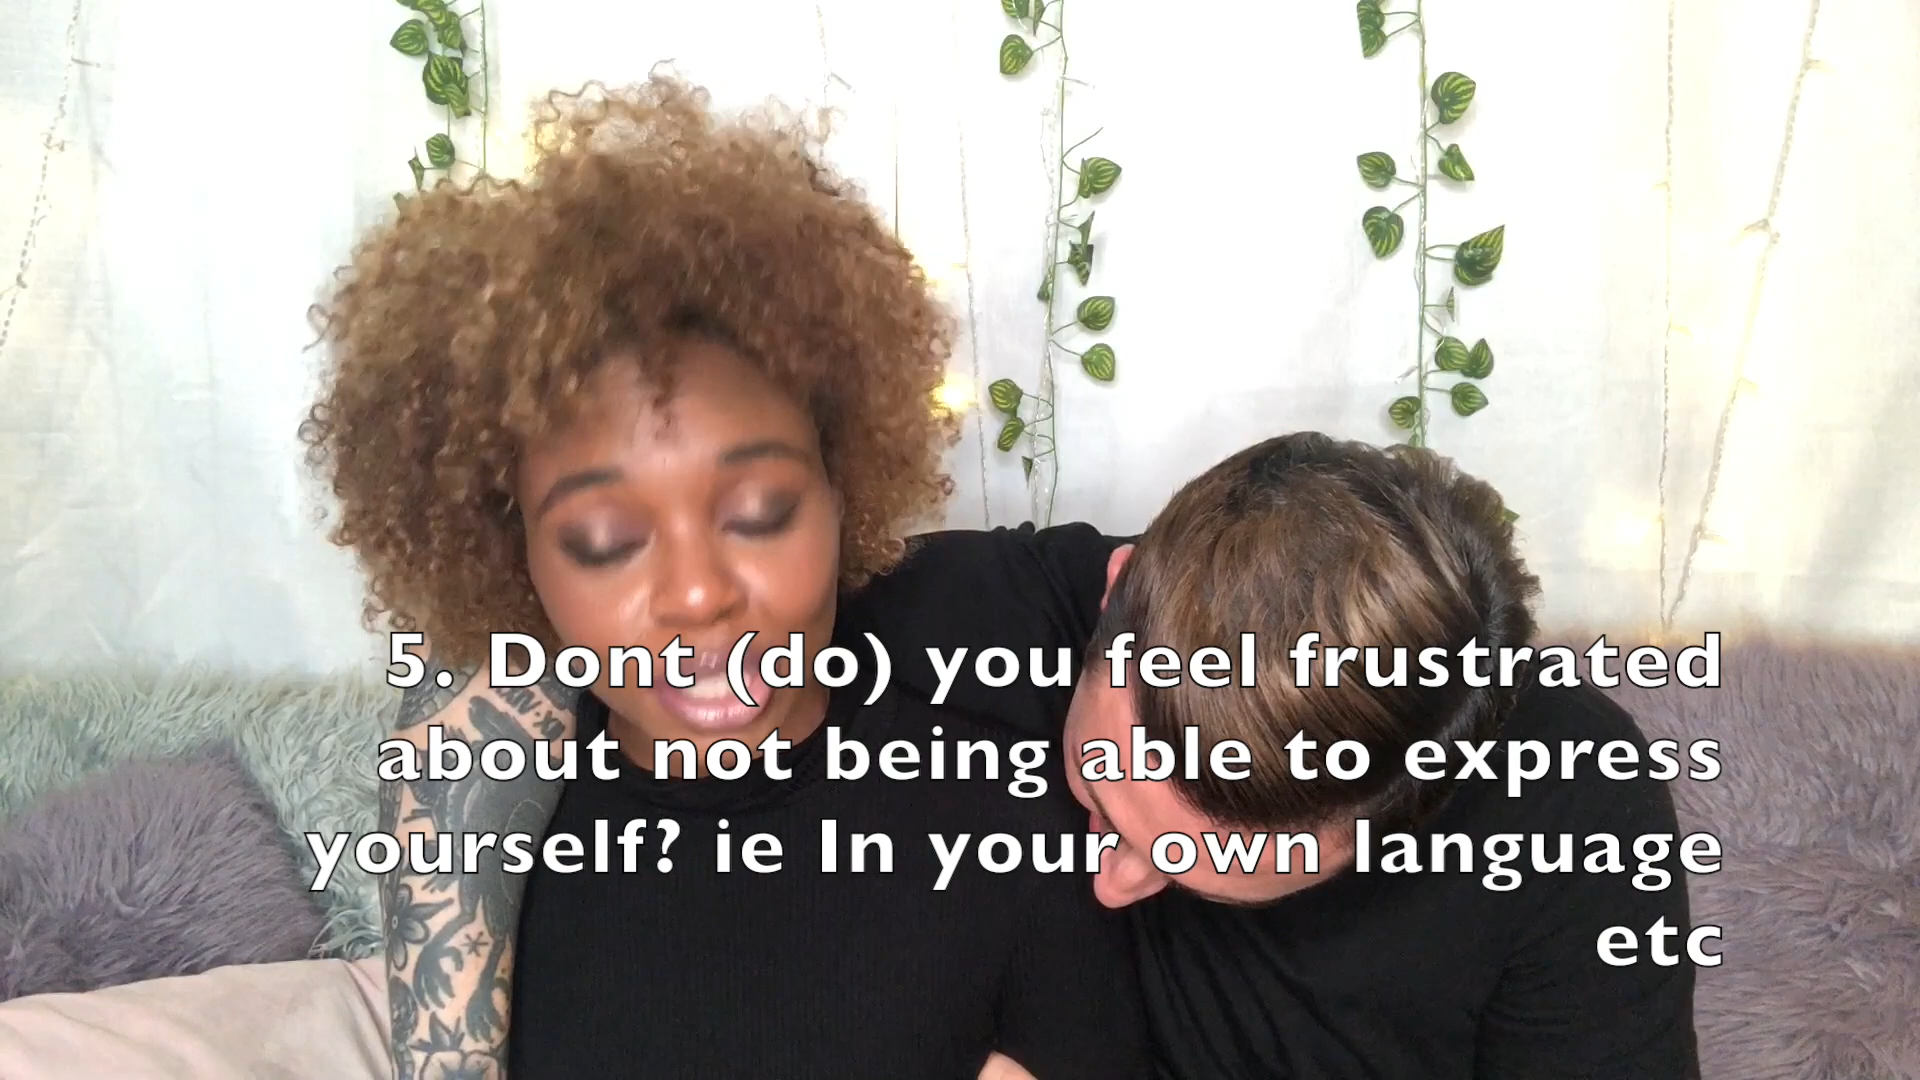 5. Dont (do) you feel frustrated
about not being able to express
yourself? ie In your own language
etc